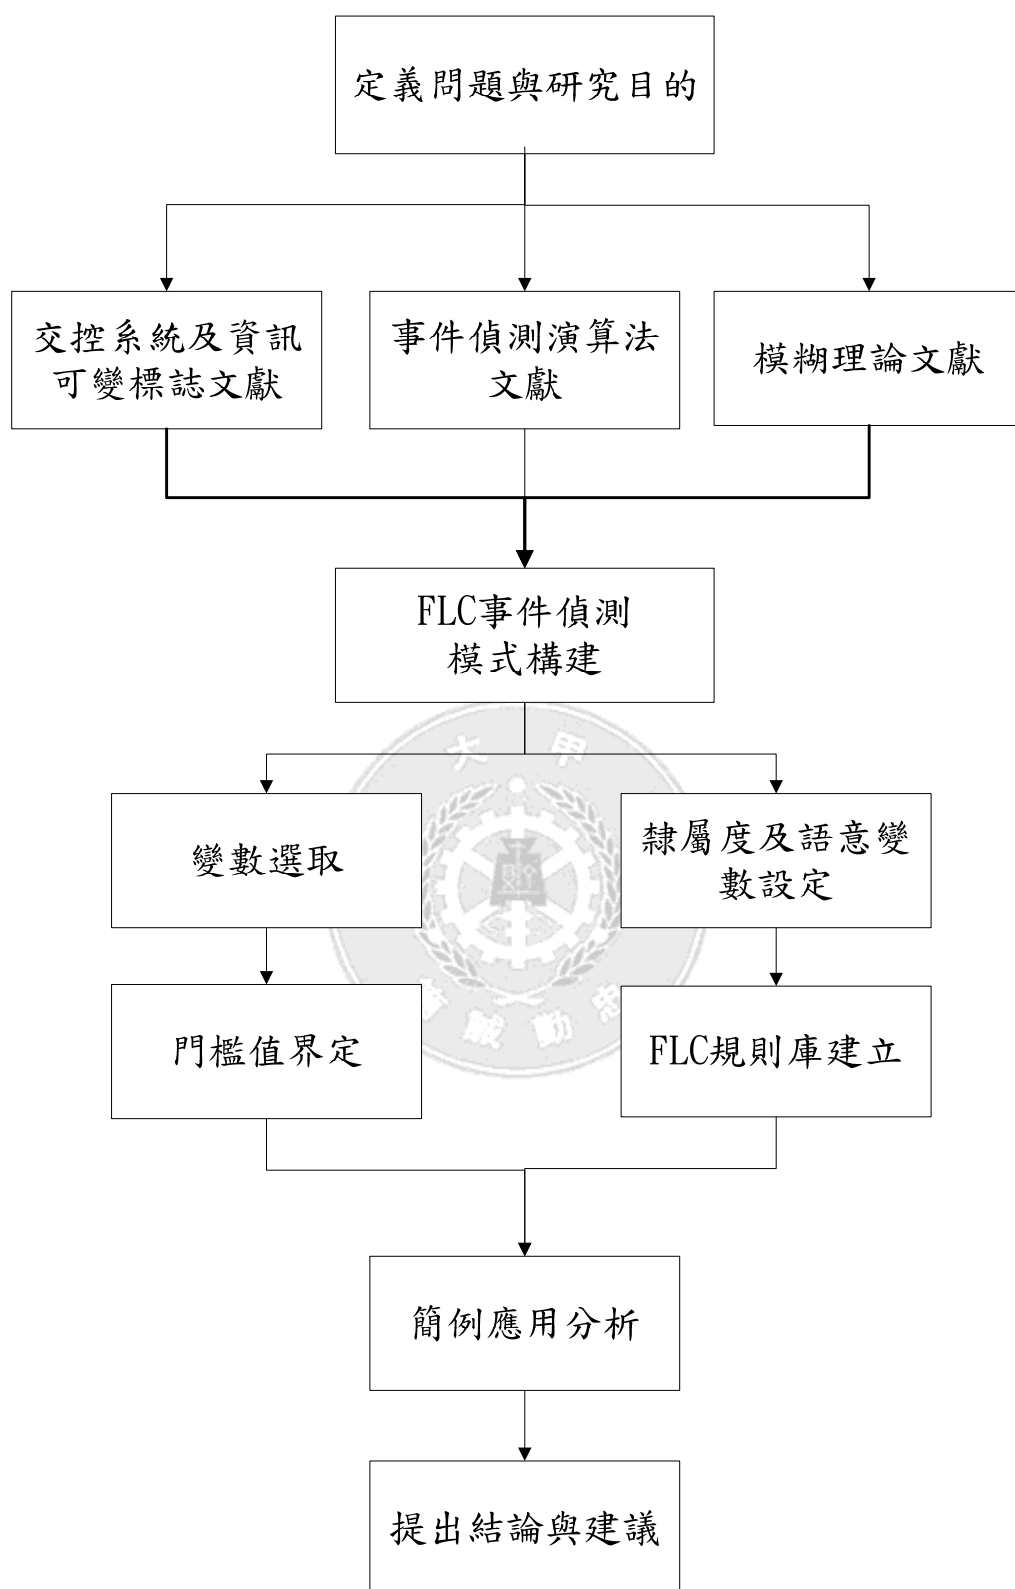 定義問題與研究目的
交控系統及資訊
可變標誌文獻
事件偵測演算法
文獻
模糊理論文獻
FLC事件偵測
模式構建
大甲
變數選取
隸屬度及語意變
數設定
門檻值界定
FLC規則庫建立
誠勤
簡例應用分析
提出結論與建議